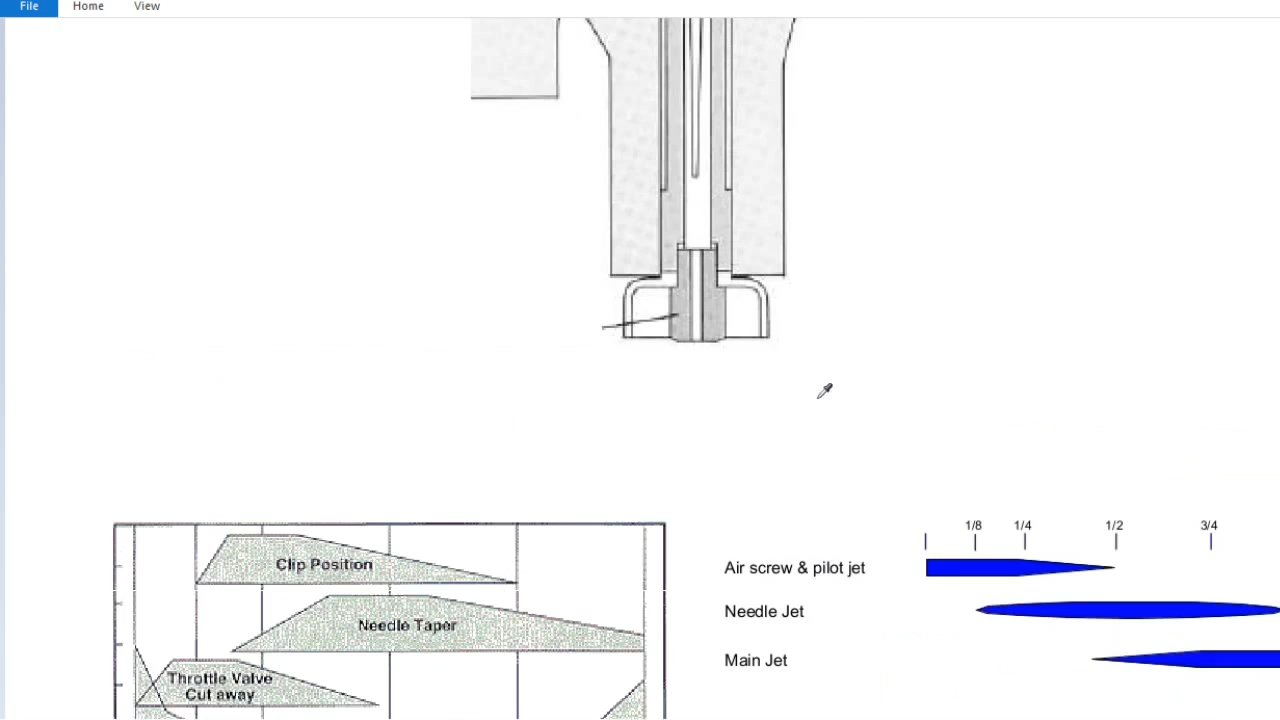 File Home View
Clip Position
Needle Taper
Throttle Valve
Cut away
1/8 1/4 1/2 3/4
Air screw & pilot jet
Needle Jet
Main Jet